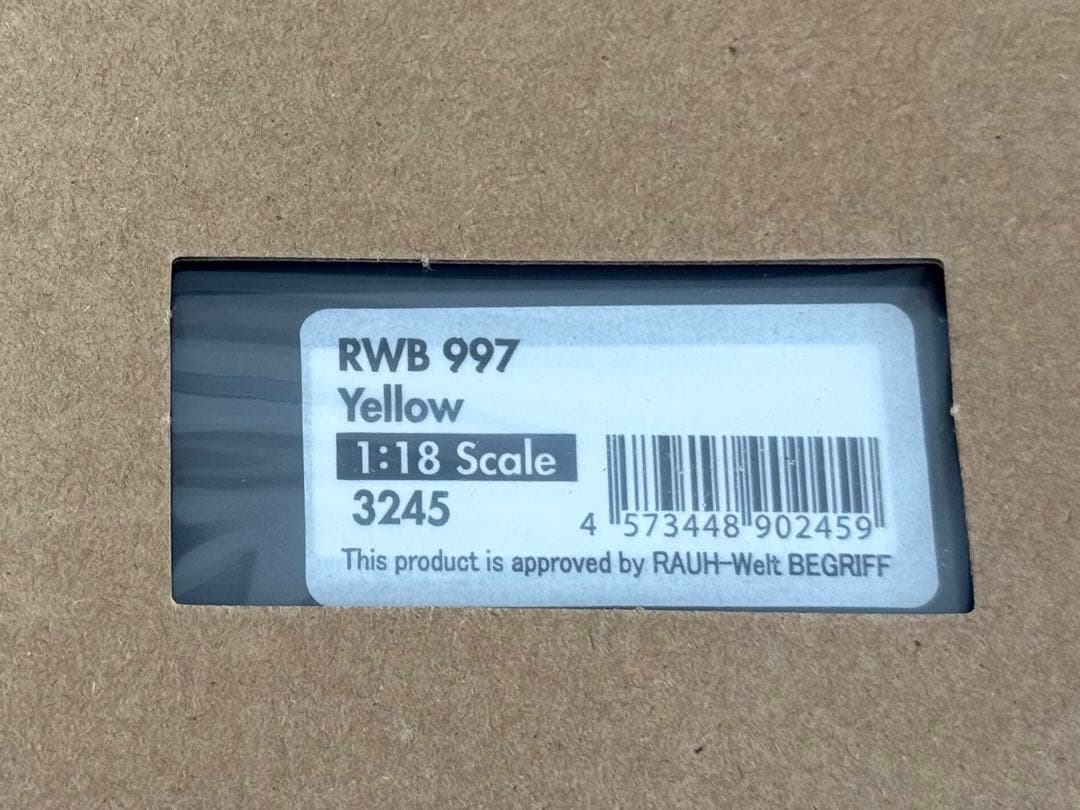 RWB 997
Yellow
1:18 Scale
3245
4 573448 902459
This product is approved by RAUH-Welt BEGRIFF